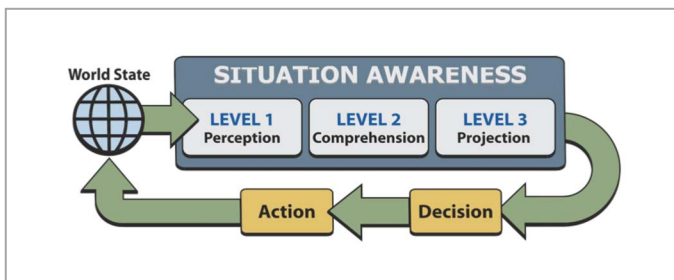 World State
SITUATION AWARENESS
LEVEL 1
Perception
LEVEL 2
Comprehension
LEVEL 3
Projection
Action
Decision